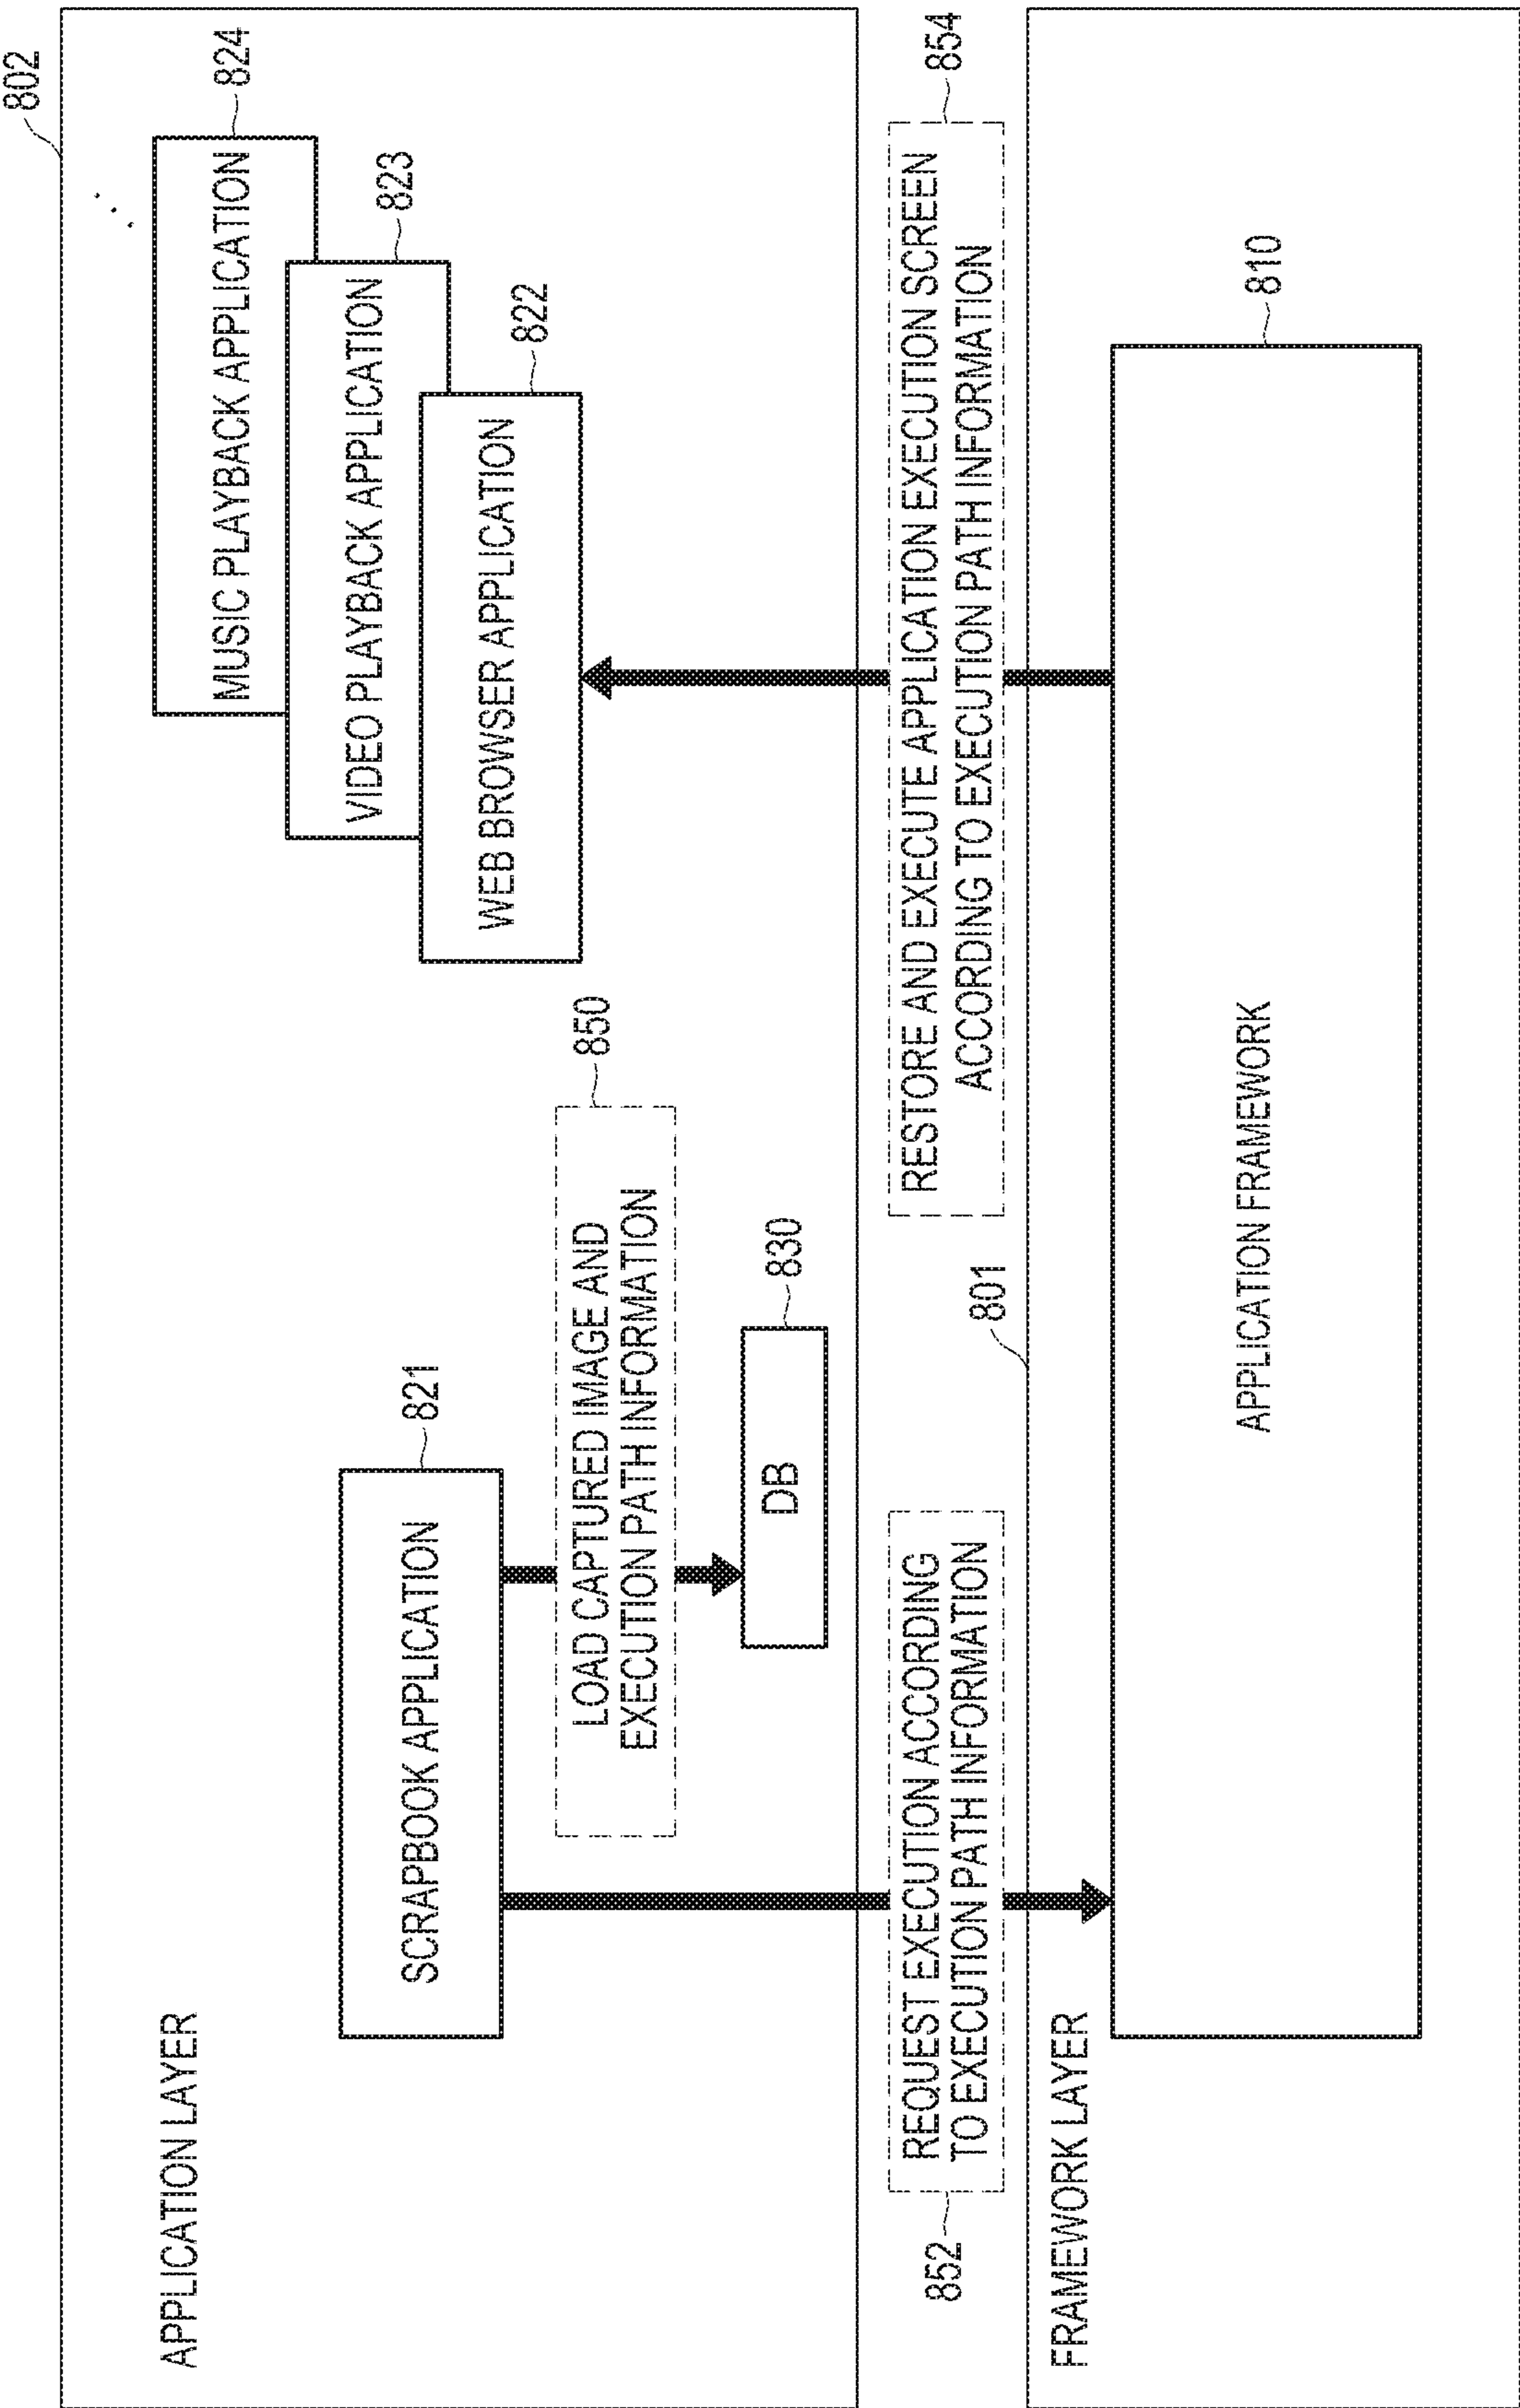 802
APPLICATION LAYER
824
MUSIC PLAYBACK APPLICATION
823
VIDEO PLAYBACK APPLICATION
822
WEB BROWSER APPLICATION
821
SCRAPBOOK APPLICATION
850
LOAD CAPTURED IMAGE AND
EXECUTION PATH INFORMATION
830
DB
852
REQUEST EXECUTION ACCORDING
TO EXECUTION PATH INFORMATION
854
RESTORE AND EXECUTE APPLICATION EXECUTION SCREEN
ACCORDING TO EXECUTION PATH INFORMATION
801
FRAMEWORK LAYER
810
APPLICATION FRAMEWORK